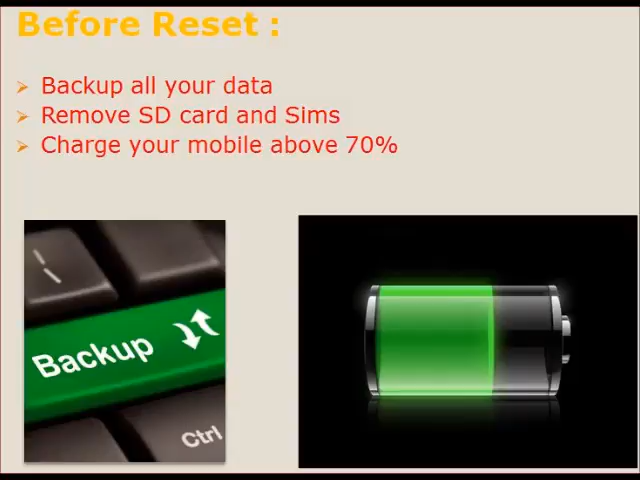 Before Reset :
Backup all your data
Remove SD card and Sims
Charge your mobile above 70%
Backup
Ctrl